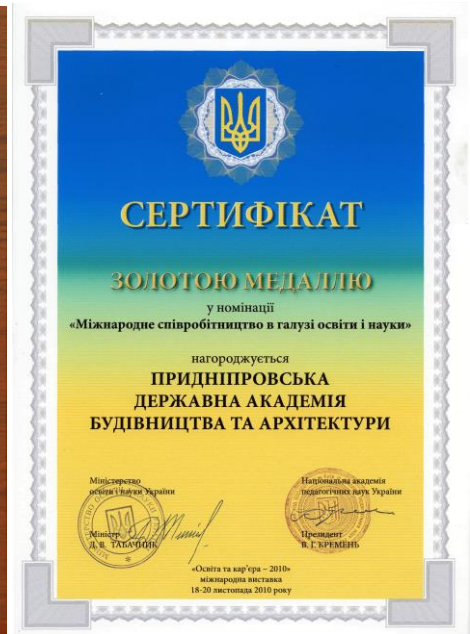 СЕРТИФІКАТ
ЗОЛОТОЮ МЕДАЛЛЮ
у номінації
«Міжнародне співробітництво в галузі освіти і науки»
нагороджується
ПРИДНІПРОВСЬКА
ДЕРЖАВНА АКАДЕМІЯ
БУДІВНИЦТВА ТА АРХІТЕКТУРИ
Міністерство
освіти і науки України
Міністр
Д. В. ТАБАЧНИК
Національна академія
педагогічних наук України
Президент
В. Г. КРЕМЕНЬ
«Освіта та кар'єра – 2010»
міжнародна виставка
18-20 листопада 2010 року